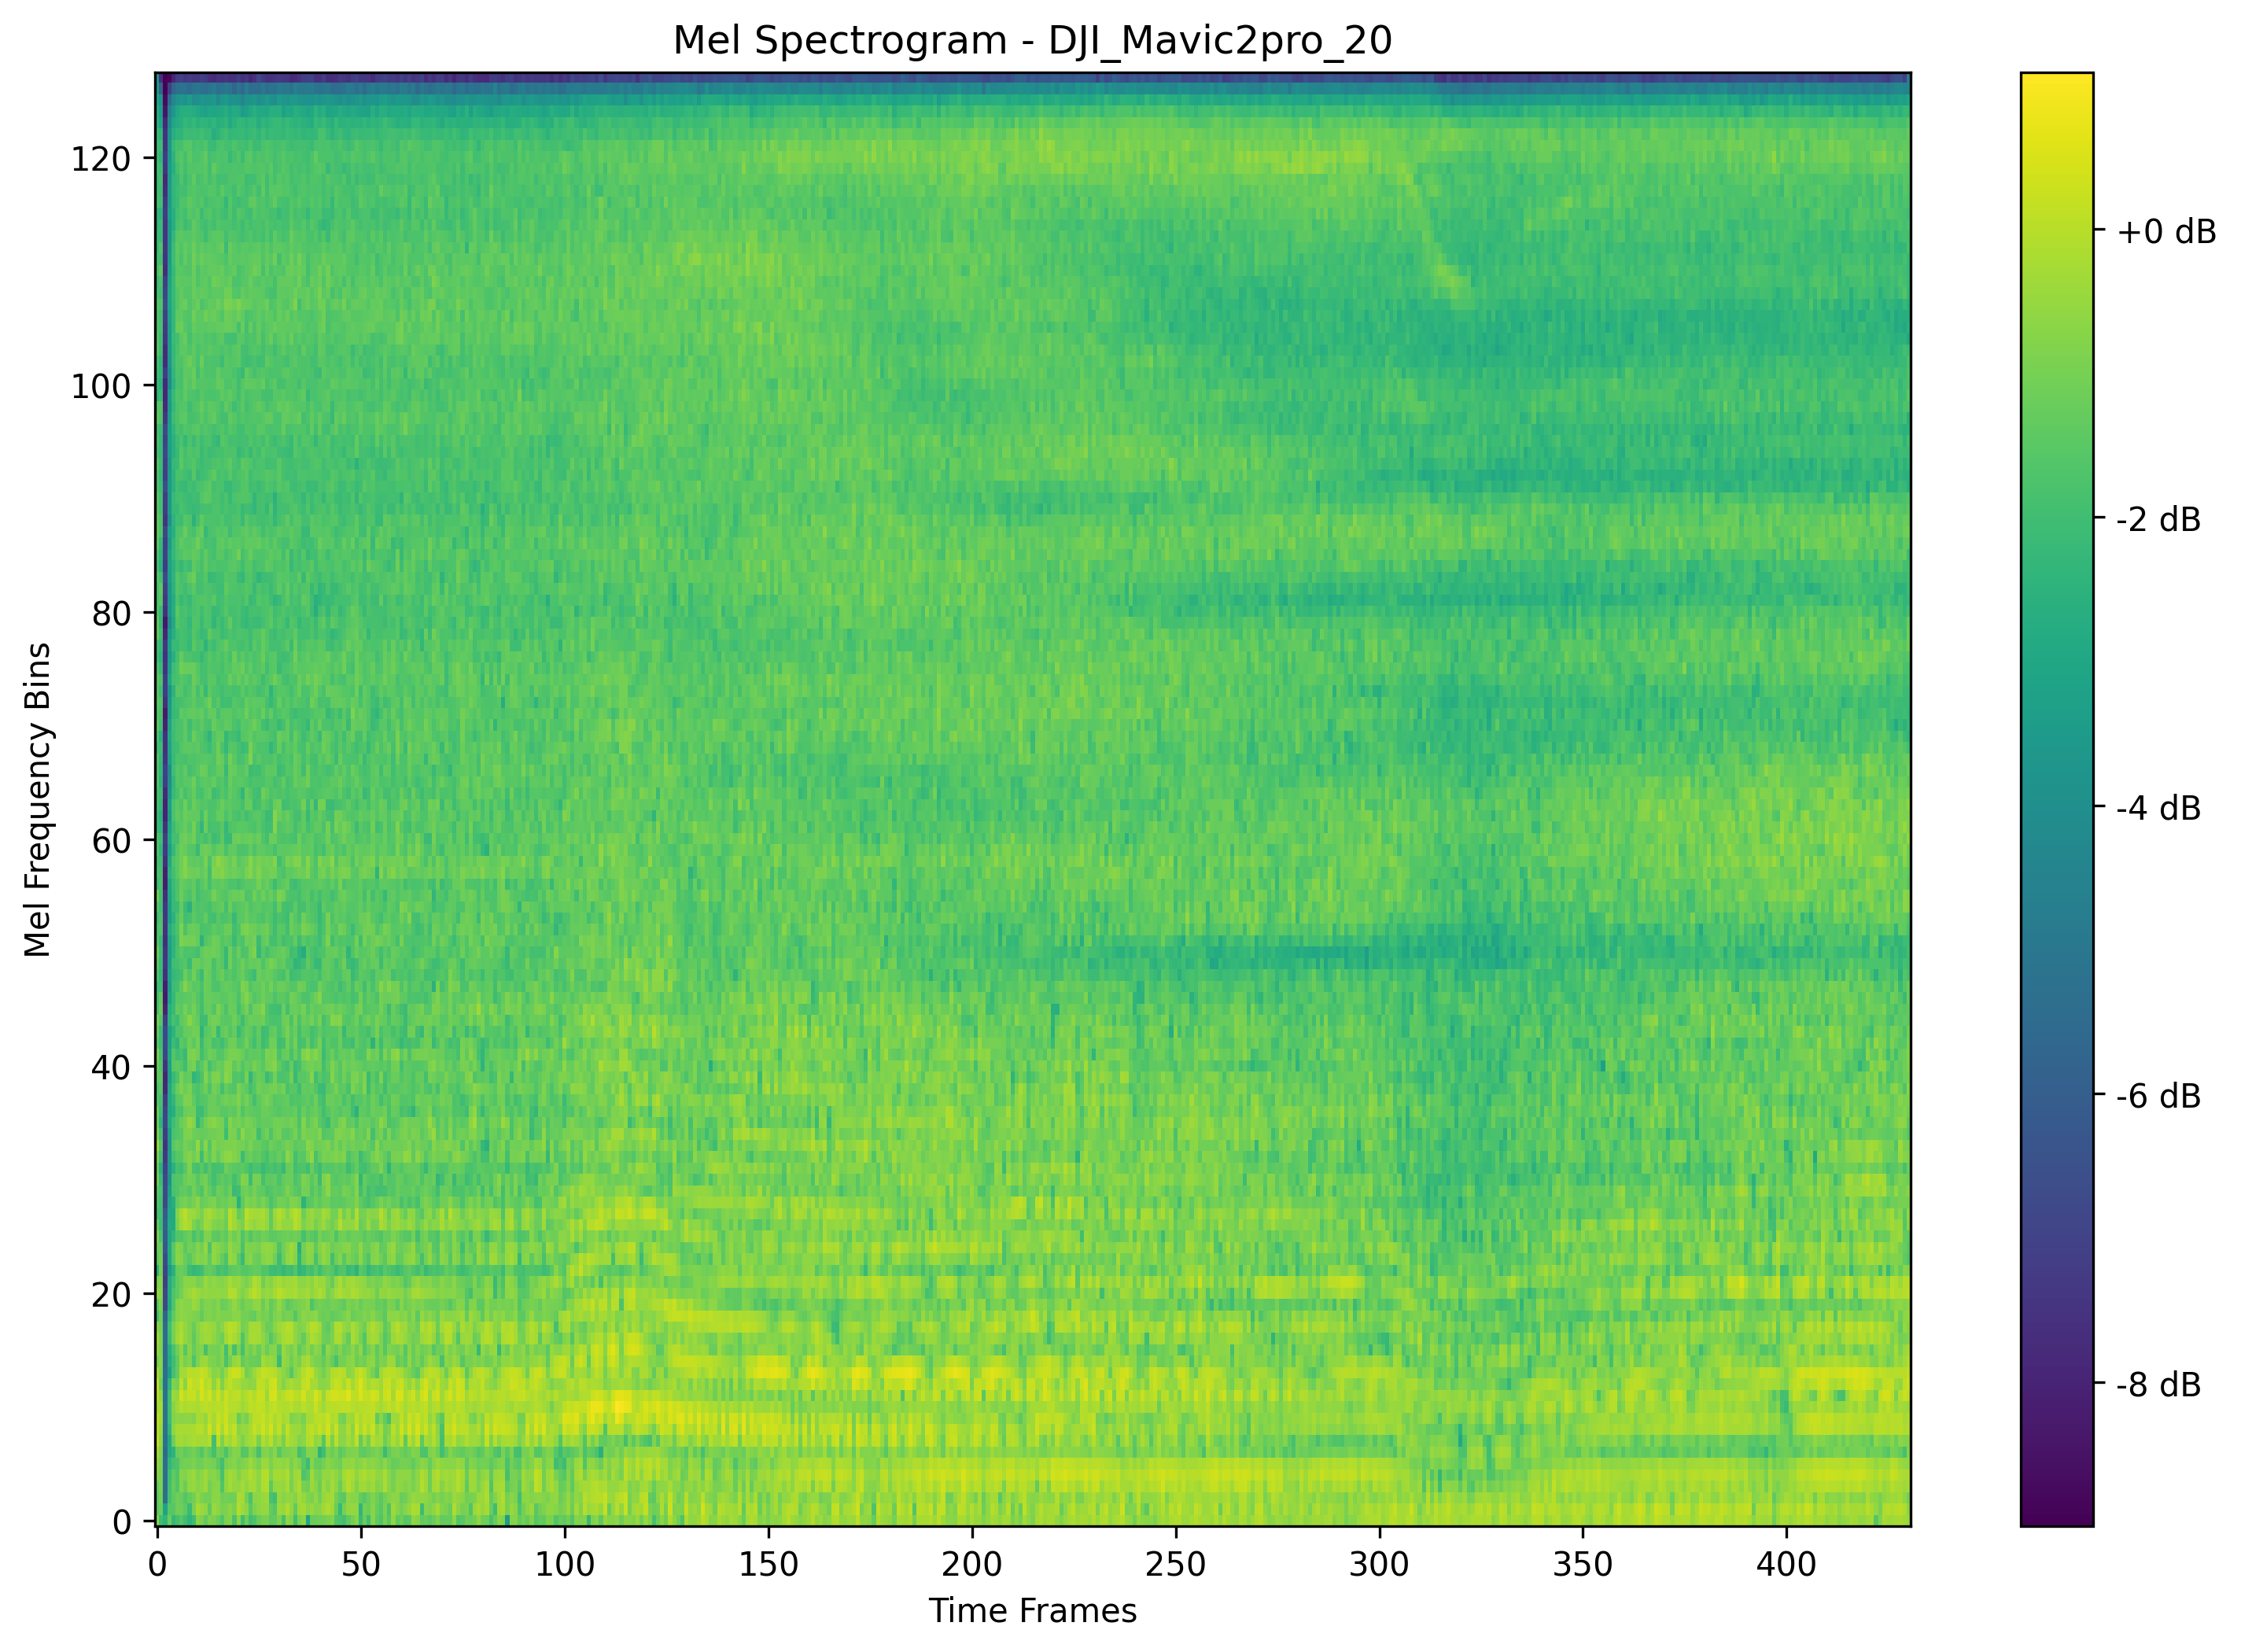 Mel Spectrogram - DJI_Mavic2pro_20
Mel Frequency Bins
120
100
80
60
40
20
0
0 50 100 150 200 250 300 350 400
Time Frames
+0 dB
-2 dB
-4 dB
-6 dB
-8 dB